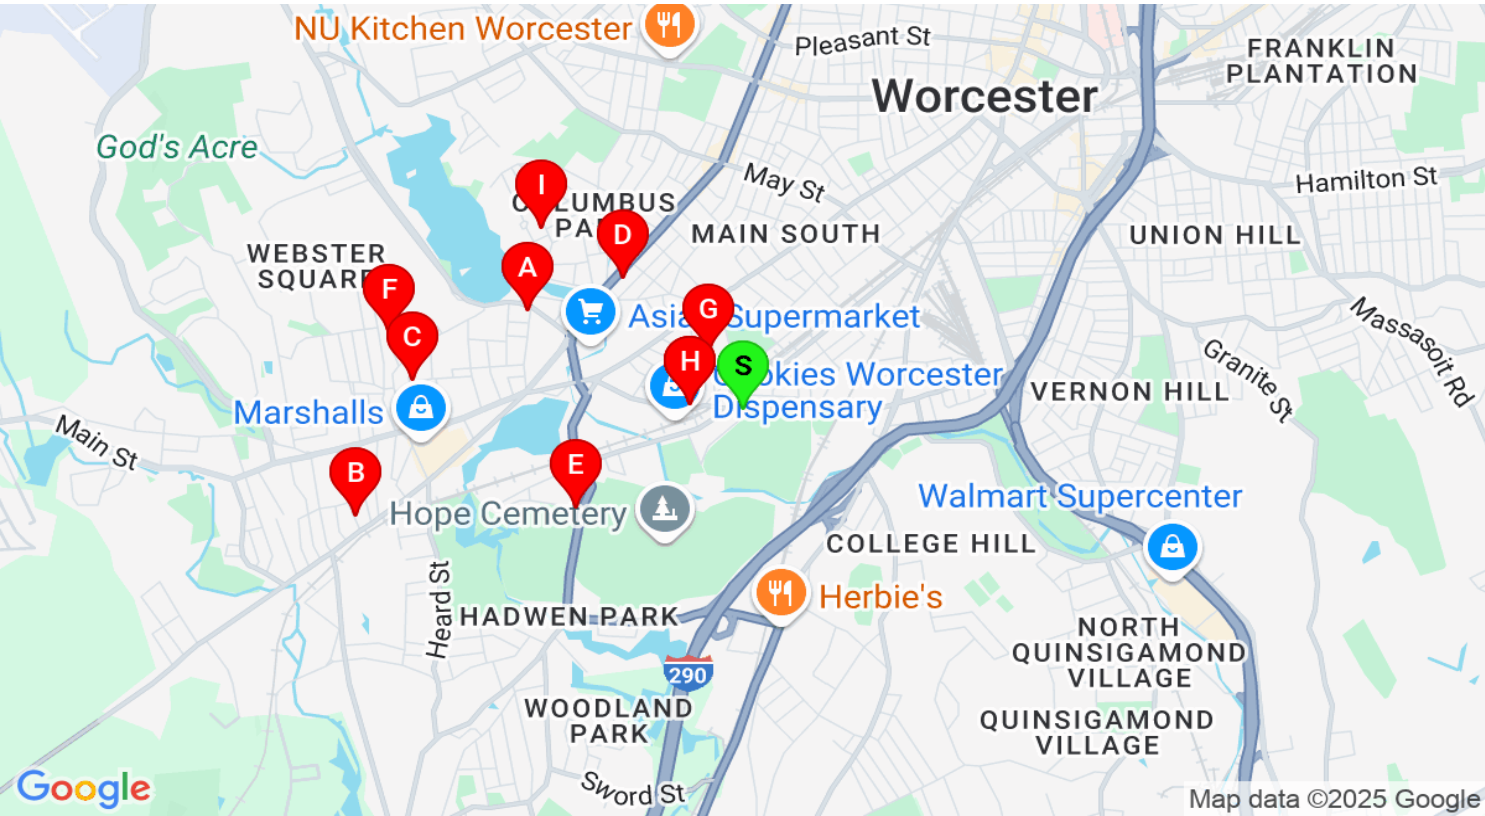 NU Kitchen Worcester
Pleasant St
FRANKLIN
PLANTATION
Worcester
God's Acre
May St
Hamilton St
I
COLUMBUS
D
MAIN SOUTH
UNION HILL
WEBSTER
A
F
G
Asian Supermarket
Massasoit Rd
C
H
S
Granite St
Cookies Worcester
Dispensary
VERNON HILL
Marshalls
Main St
B
E
Walmart Supercenter
Hope Cemetery
COLLEGE HILL
Heard St
Herbie's
HADWEN PARK
NORTH
QUINSIGAMOND
VILLAGE
290
WOODLAND
PARK
QUINSIGAMOND
VILLAGE
Sword St
Google
Map data ©2025 Google